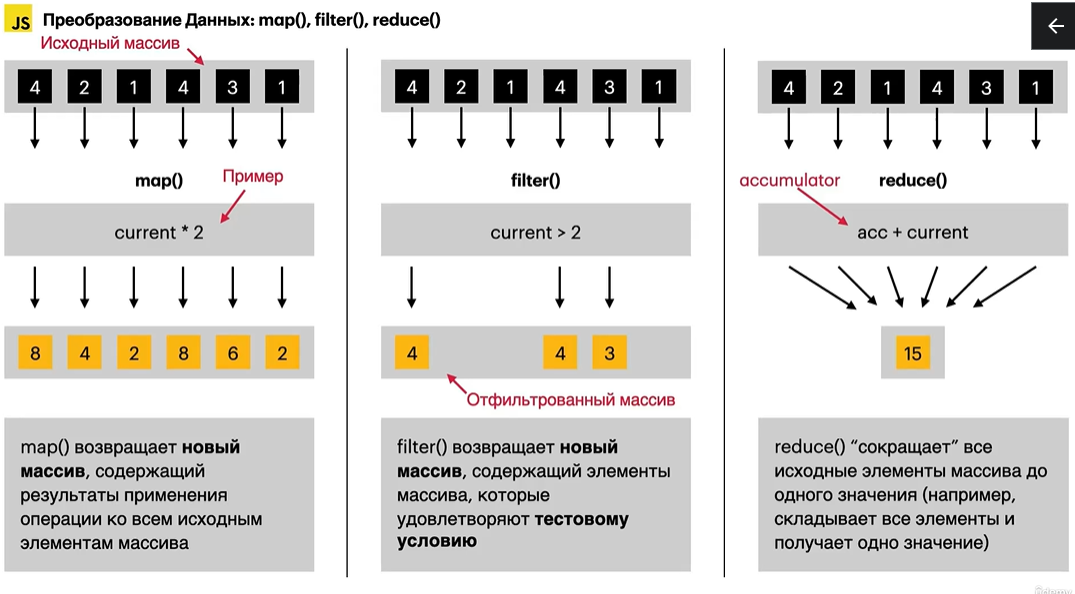 JS Преобразование Данных: map(), filter(), reduce()
Исходный массив
4 2 1 4 3 1
map()
Пример
current * 2
8 4 2 8 6 2
map() возвращает новый
массив, содержащий
результаты применения
операции ко всем исходным
элементам массива
4 2 1 4 3 1
filter()
current > 2
4 4 3
Отфильтрованный массив
filter() возвращает новый
массив, содержащий элементы
массива, которые
удовлетворяют тестовому
условию
4 2 1 4 3 1
accumulator
reduce()
acc + current
15
reduce() “сокращает” все
исходные элементы массива до
одного значения (например,
складывает все элементы и
получает одно значение)